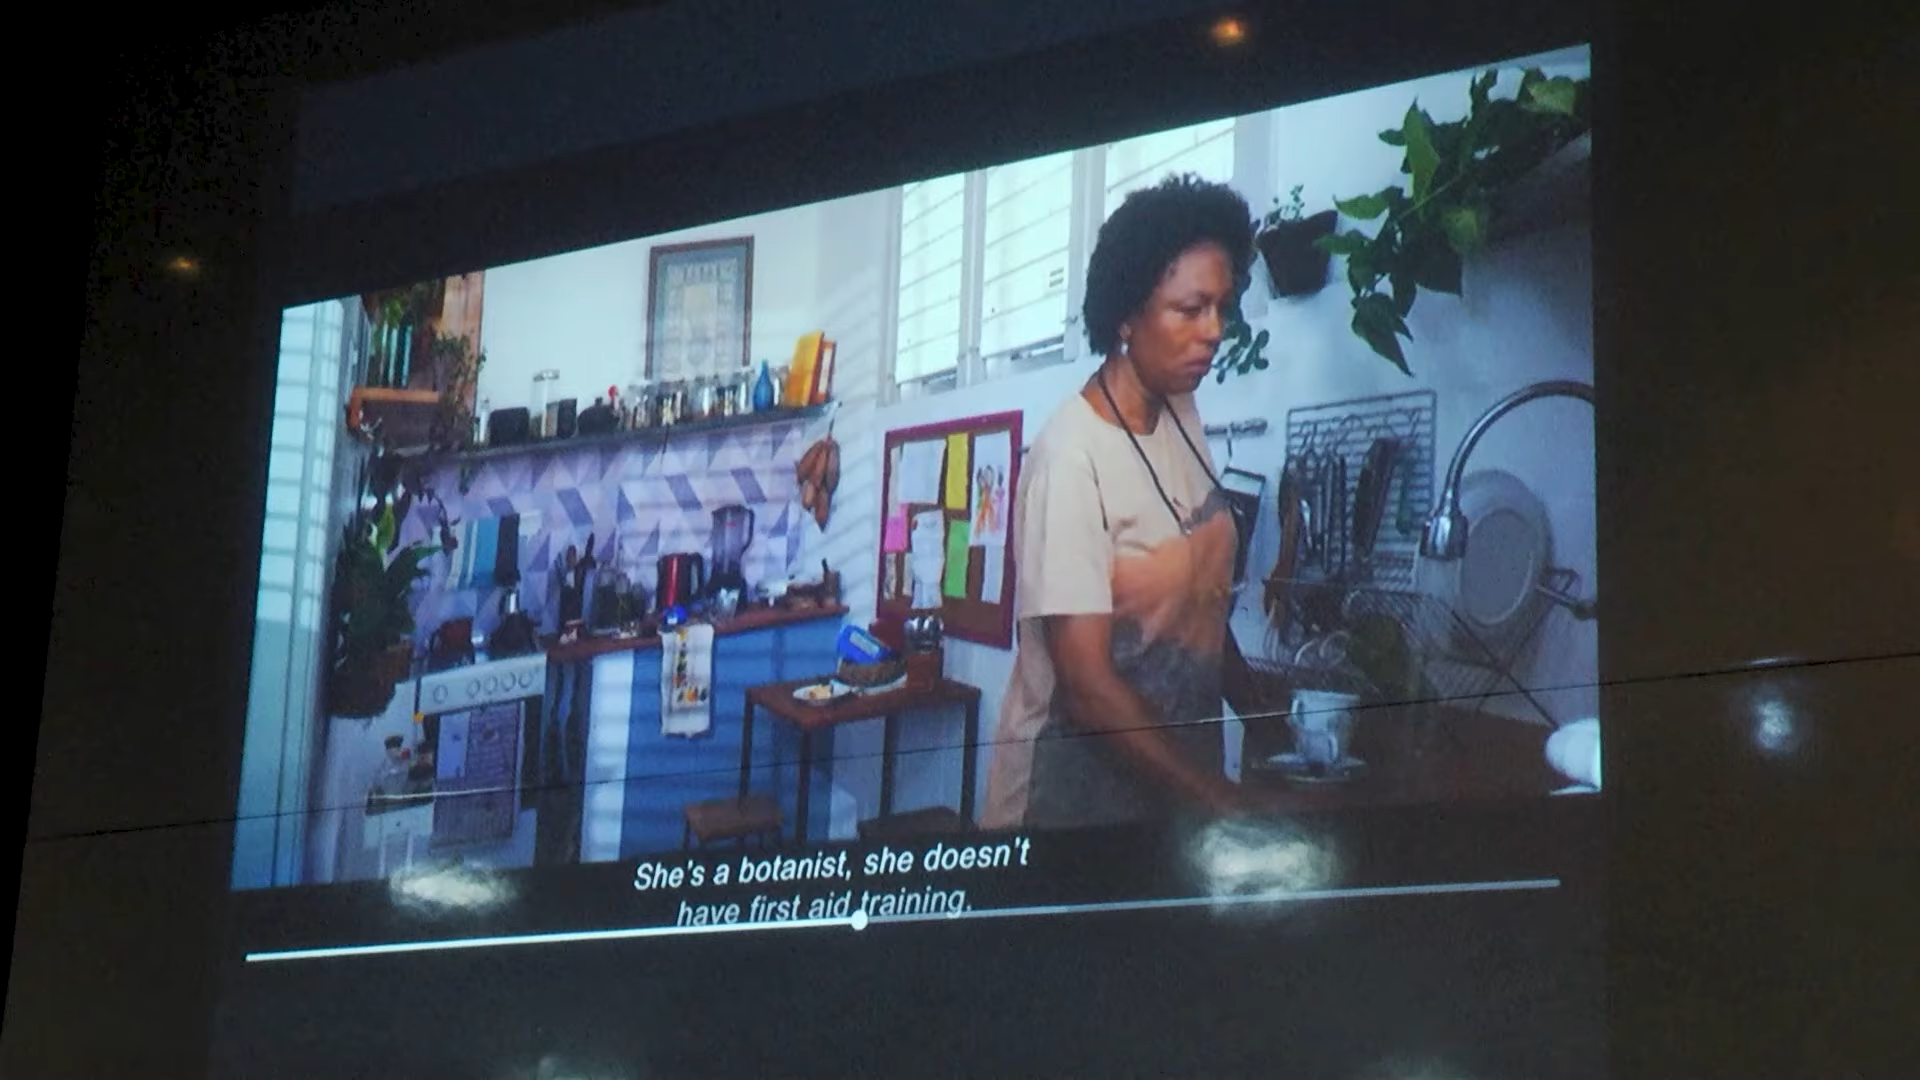 She's a botanist, she doesn't
have first aid training.